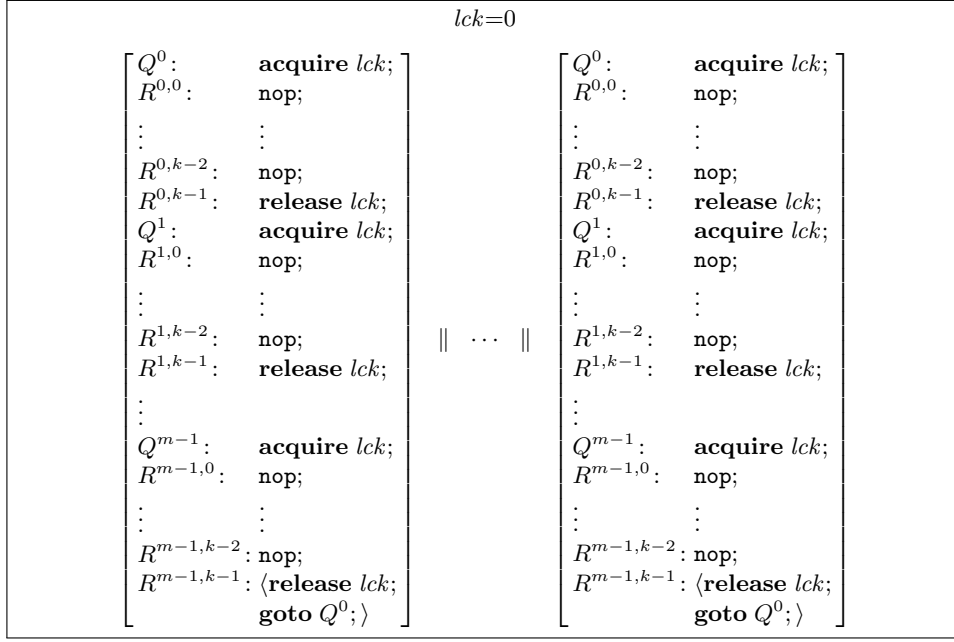 lck=0
Q^0: acquire lck; Q^0: acquire lck;
R^{0,0}: nop; R^{0,0}: nop;
⋮ ⋮ ⋮ ⋮
R^{0,k−2}: nop; R^{0,k−2}: nop;
R^{0,k−1}: release lck; R^{0,k−1}: release lck;
Q^1: acquire lck; Q^1: acquire lck;
R^{1,0}: nop; R^{1,0}: nop;
⋮ ⋮ ⋮ ⋮
R^{1,k−2}: nop; ∥ ⋯ ∥ R^{1,k−2}: nop;
R^{1,k−1}: release lck; R^{1,k−1}: release lck;
⋮ ⋮
Q^{m−1}: acquire lck; Q^{m−1}: acquire lck;
R^{m−1,0}: nop; R^{m−1,0}: nop;
⋮ ⋮ ⋮ ⋮
R^{m−1,k−2}: nop; R^{m−1,k−2}: nop;
R^{m−1,k−1}: ⟨release lck; R^{m−1,k−1}: ⟨release lck;
goto Q^0;⟩ goto Q^0;⟩